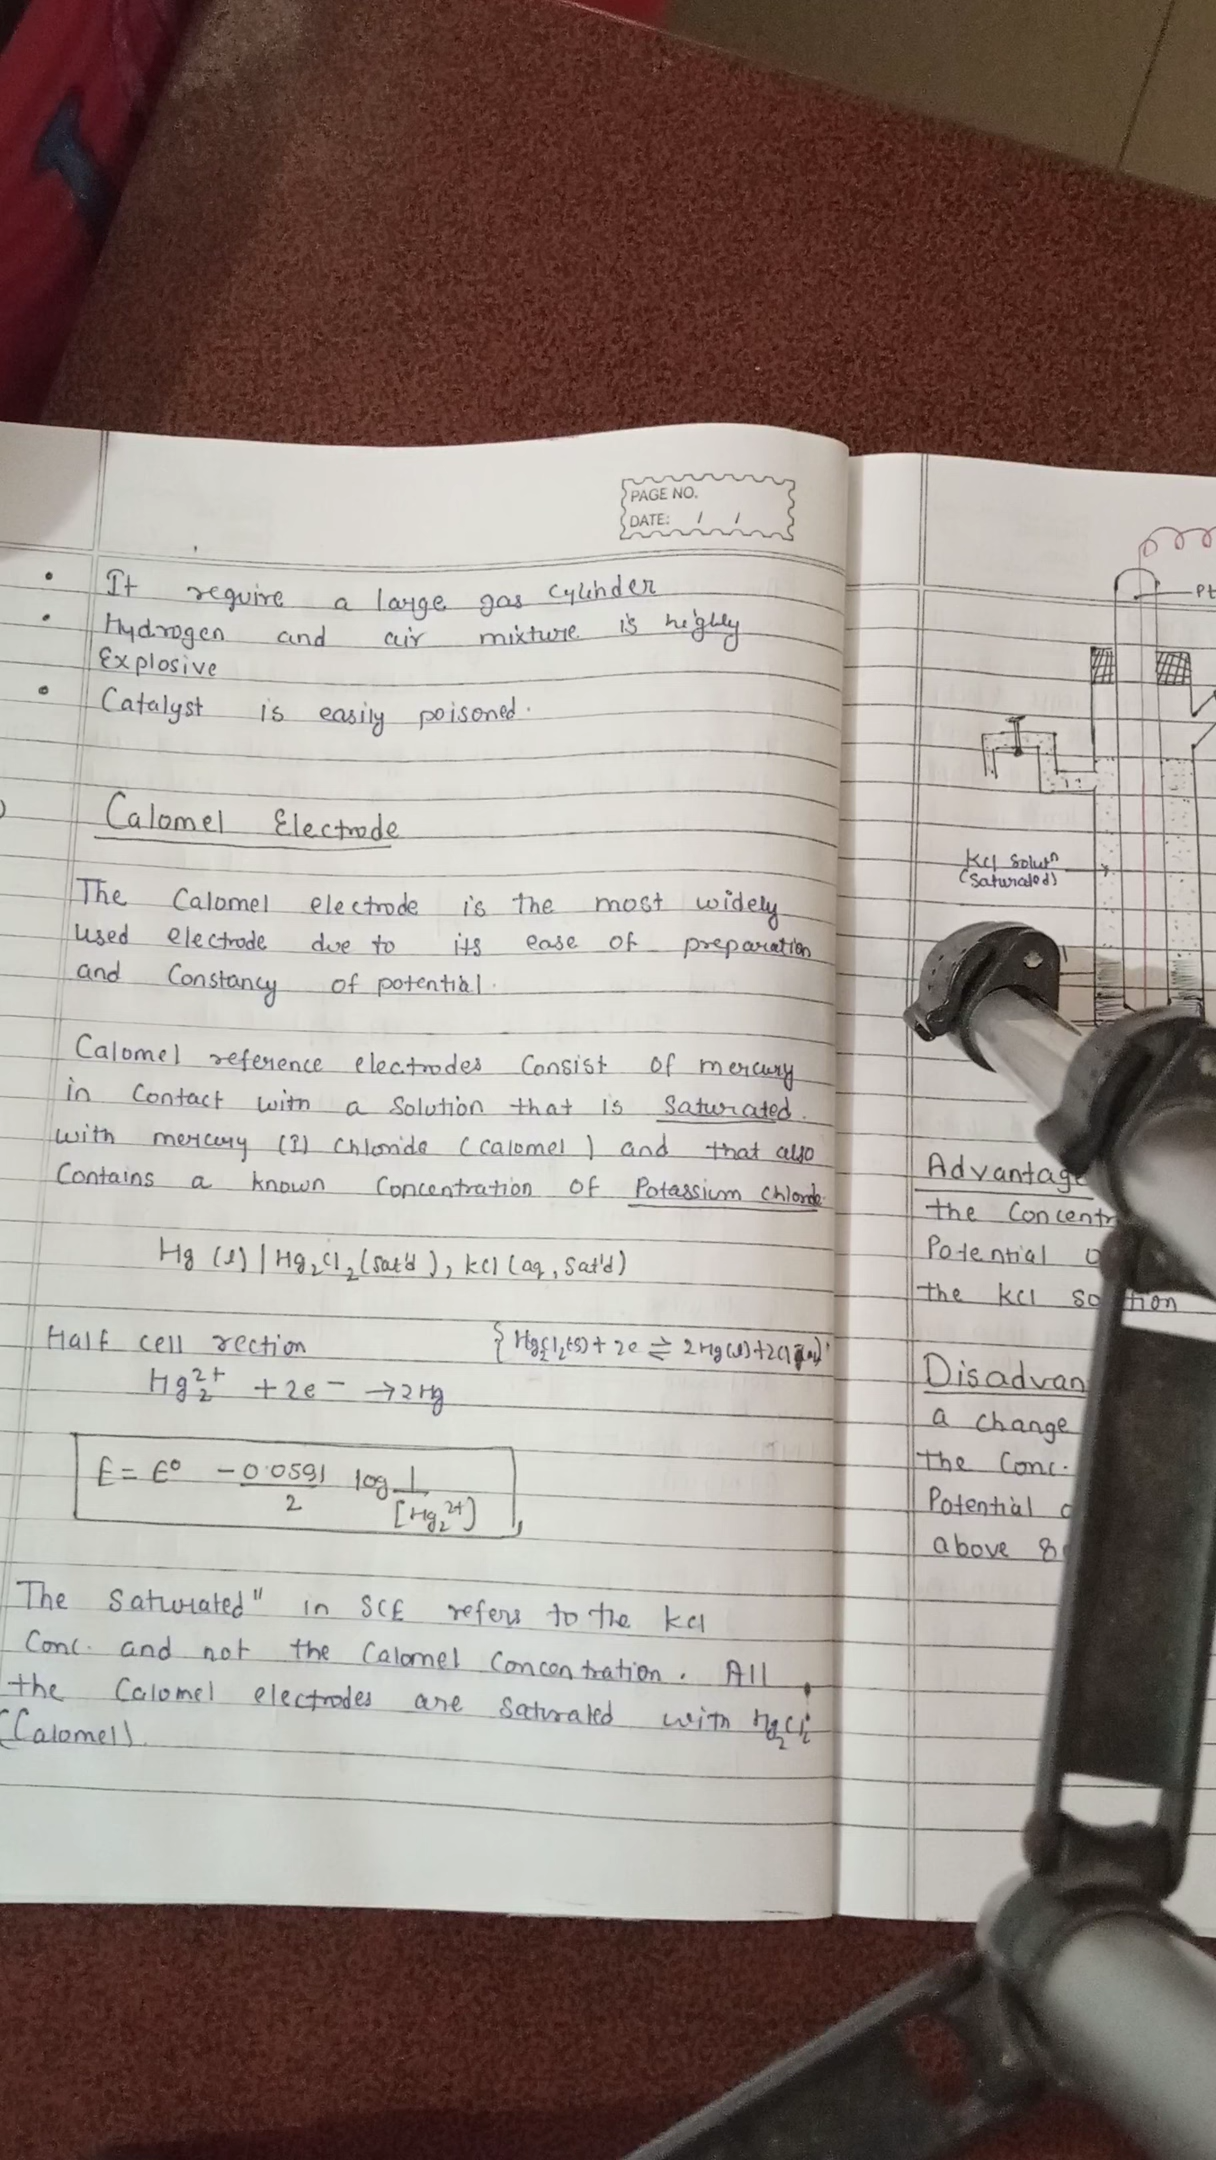 PAGE NO.
DATE: / /
• It require a large gas cylinder
• Hydrogen and air mixture is highly
Explosive
• Catalyst is easily poisoned.
Calomel Electrode
The Calomel electrode is the most widely
used electrode due to its ease of preparation
and Constancy of potential.
Calomel reference electrodes Consist of mercury
in Contact with a Solution that is Saturated.
with mercury (I) Chloride (Calomel) and that also
Contains a known Concentration of Potassium Chloride.
Hg (l) | Hg₂Cl₂ (Sat'd), KCl (aq, Sat'd)
Half cell rection {Hg₂Cl₂(s) + 2e ⇌ 2Hg(l) + 2Cl
Hg₂²⁺ + 2e⁻ → 2Hg
E = E⁰ - 0.0591/2 log 1/[Hg₂²⁺]
The Saturated" in SCE refers to the KCl
Conc. and not the Calomel Concentration. All
the Calomel electrodes are Saturated with Hg₂Cl₂
(Calomel).
Pt
KCl Solutⁿ
(Saturated)
Advantag
the Concentr
Potential
the KCl
Disadvan
a Change
the Conc.
Potential
above 8